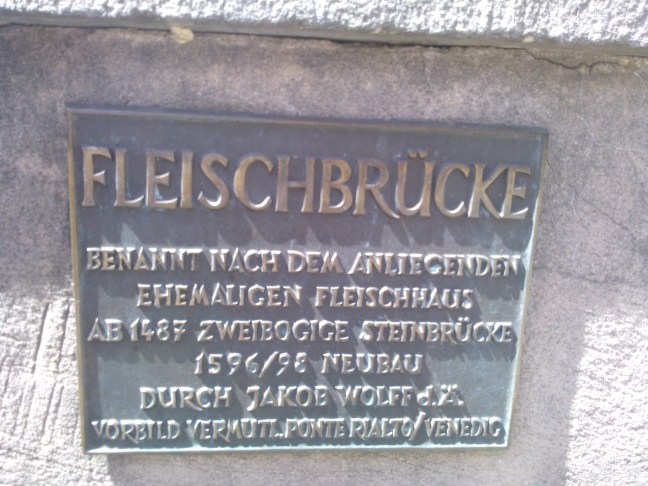 FLEISCHBRÜCKE
BENANNT NACH DEM ANLIEGENDEN
EHEMALIGEN FLEISCHHAUS
AB 1487 ZWEIBOGIGE STEINBRÜCKE
1596/98 NEUBAU
DURCH JAKOB WOLFF d.Ä.
VORBILD VERMUTL. PONTE RIALTO/VENEDIG